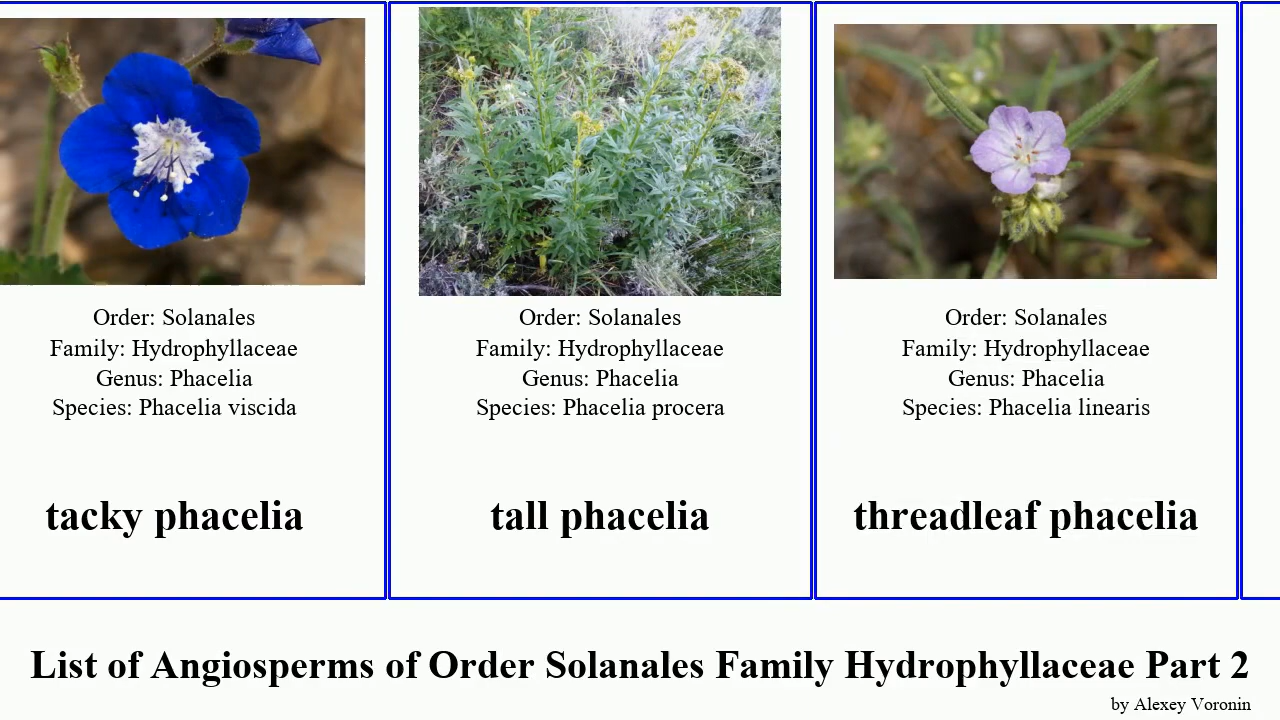 Order: Solanales
Family: Hydrophyllaceae
Genus: Phacelia
Species: Phacelia viscida
tacky phacelia
Order: Solanales
Family: Hydrophyllaceae
Genus: Phacelia
Species: Phacelia procera
tall phacelia
Order: Solanales
Family: Hydrophyllaceae
Genus: Phacelia
Species: Phacelia linearis
threadleaf phacelia
List of Angiosperms of Order Solanales Family Hydrophyllaceae Part 2
by Alexey Voronin